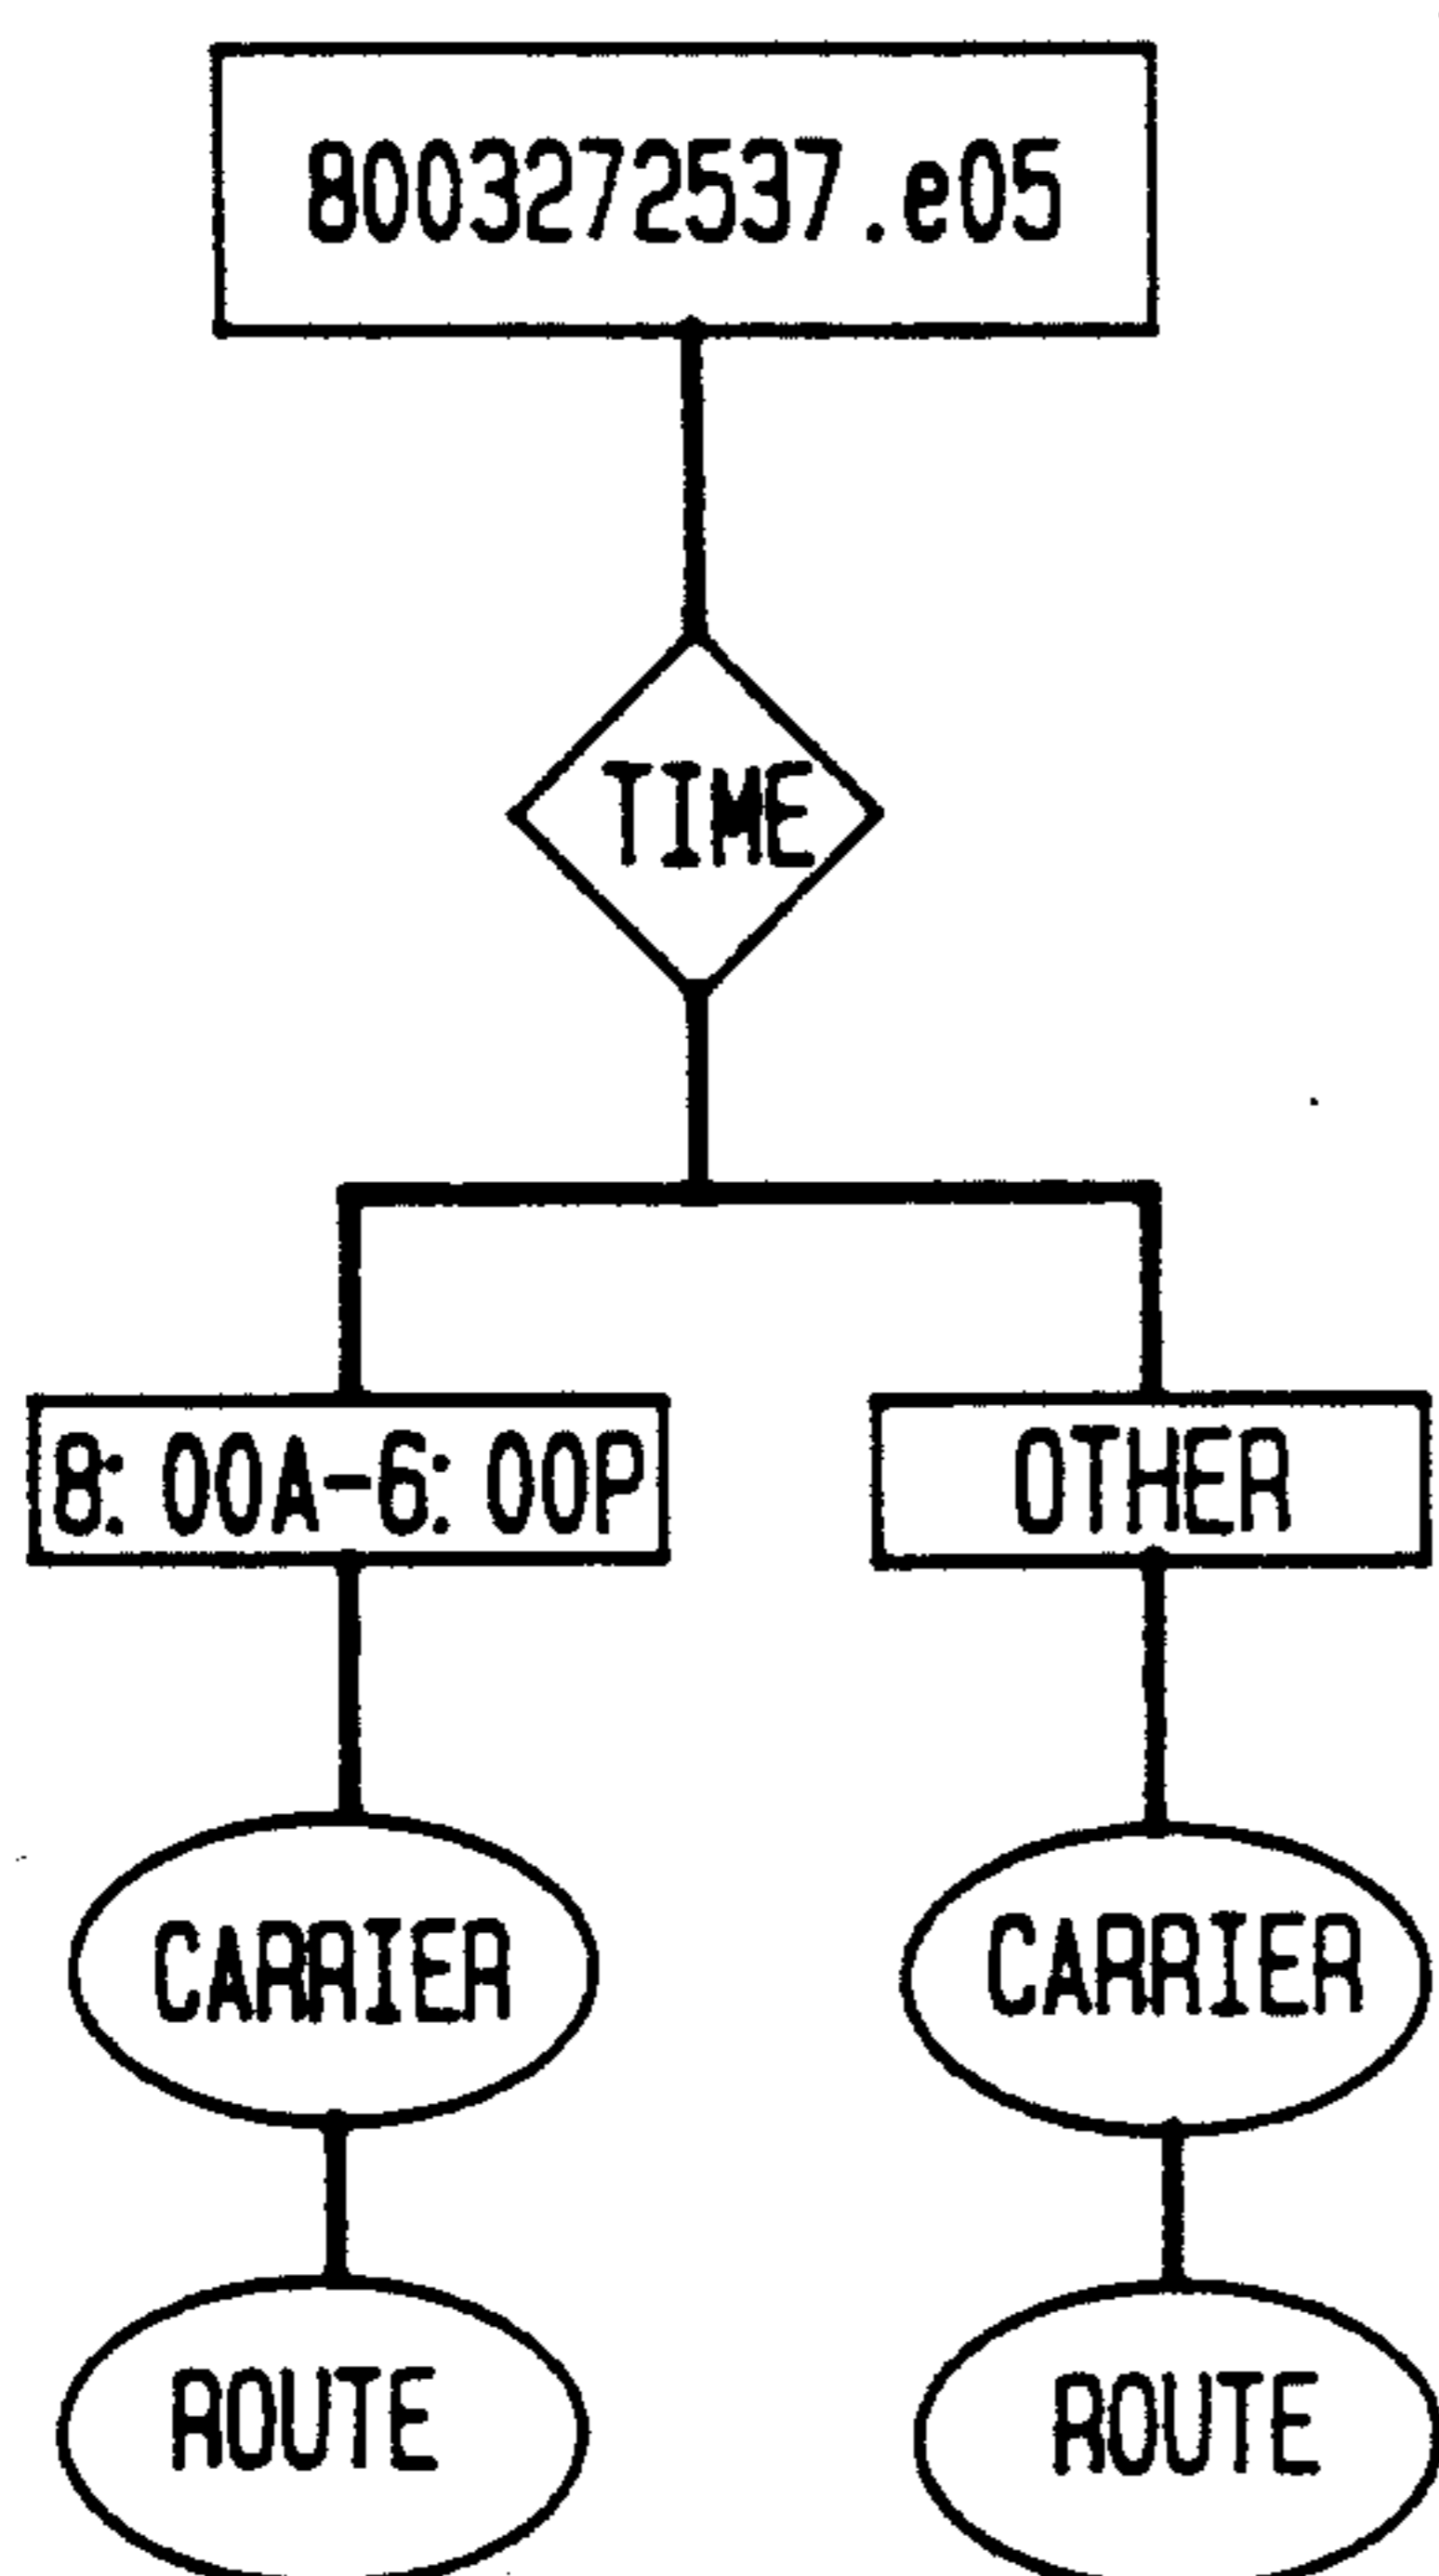 8003272537.e05
TIME
8: 00A-6: 00P
OTHER
CARRIER
CARRIER
ROUTE
ROUTE